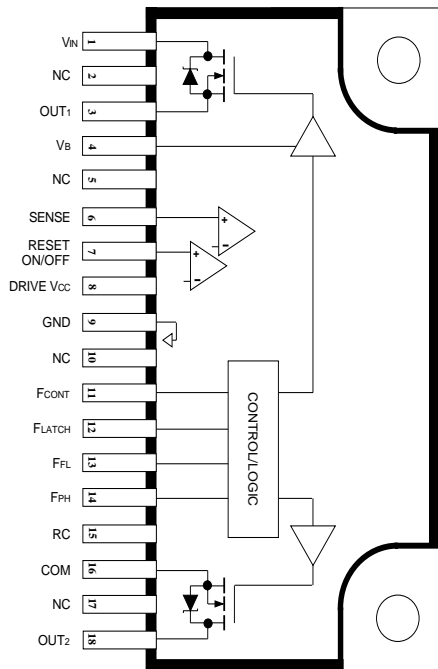 VIN 1
NC 2
OUT1 3
VB 4
NC 5
SENSE 6
RESET
ON/OFF 7
DRIVE VCC 8
GND 9
NC 10
FCONT 11
FLATCH 12
FFL 13
FPH 14
RC 15
COM 16
NC 17
OUT2 18
+
-
+
-
CONTROL/LOGIC